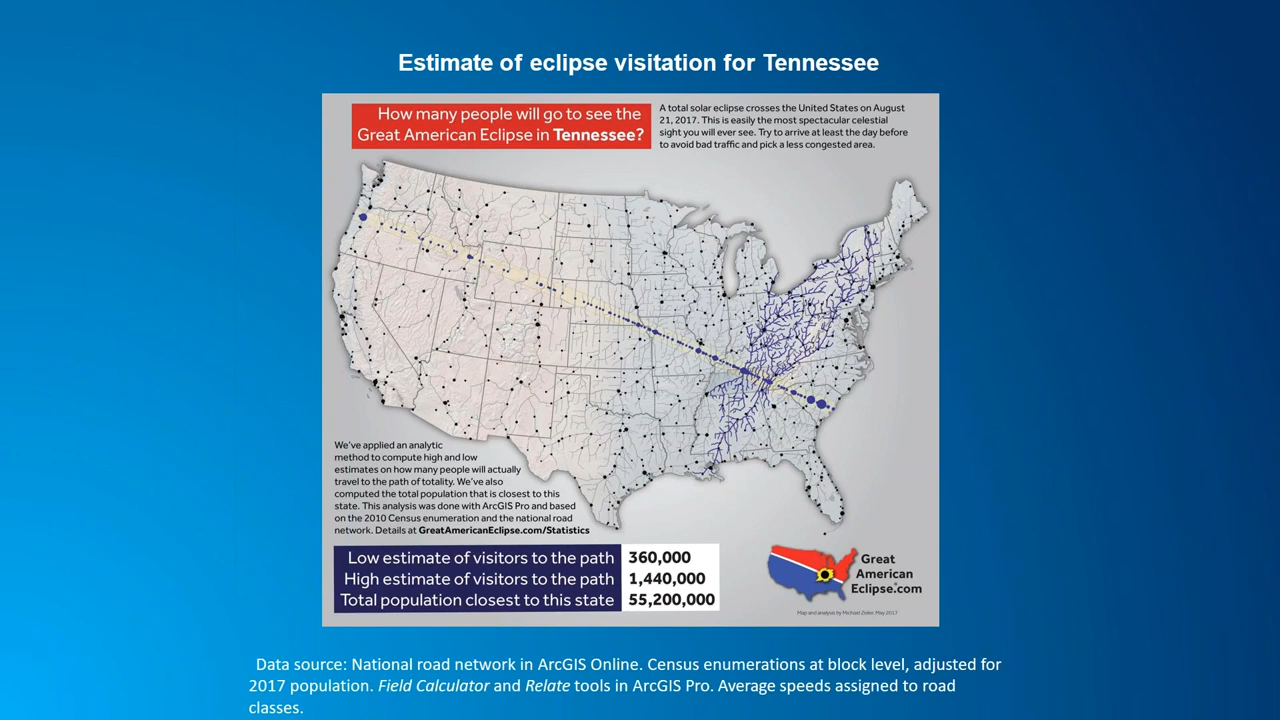 Estimate of eclipse visitation for Tennessee
How many people will go to see the
Great American Eclipse in Tennessee?
A total solar eclipse crosses the United States on August
21, 2017. This is easily the most spectacular celestial
sight you will ever see. Try to arrive at least the day before
to avoid bad traffic and pick a less congested area.
We've applied an analytic
method to compute high and low
estimates on how many people will actually
travel to the path of totality. We've also
computed the total population that is closest to this
state. This analysis was done with ArcGIS Pro and based
on the 2010 Census enumeration and the national road
network. Details at GreatAmericanEclipse.com/Statistics
Low estimate of visitors to the path 360,000
High estimate of visitors to the path 1,440,000
Total population closest to this state 55,200,000
Great
American
Eclipse.com
Map and analysis by Michael Zeiler, May 2017
Data source: National road network in ArcGIS Online. Census enumerations at block level, adjusted for
2017 population. Field Calculator and Relate tools in ArcGIS Pro. Average speeds assigned to road
classes.